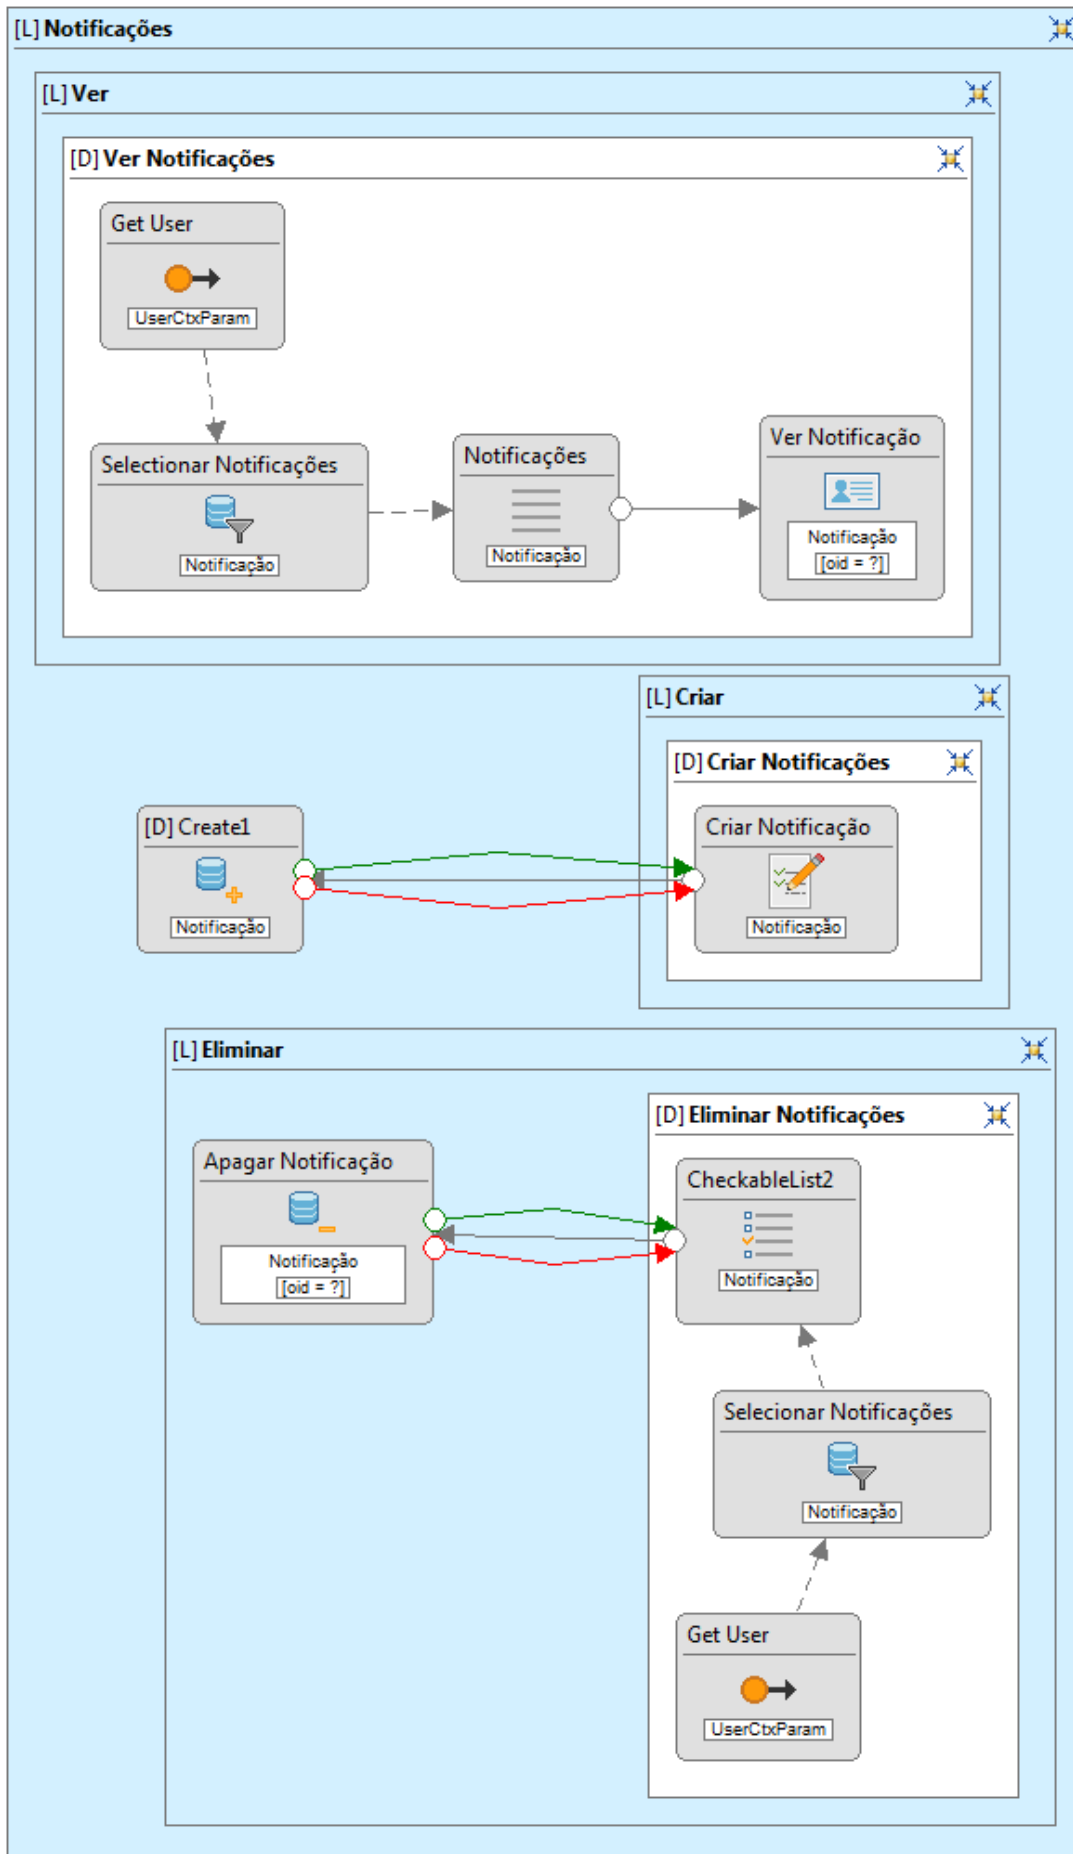 [L] Notificações
[L] Ver
[D] Ver Notificações
Get User
UserCtxParam
Selectionar Notificações
Notificação
Notificações
Notificação
Ver Notificação
Notificação
[oid = ?]
[L] Criar
[D] Criar Notificações
[D] Create1
Notificação
Criar Notificação
Notificação
[L] Eliminar
[D] Eliminar Notificações
Apagar Notificação
Notificação
[oid = ?]
CheckableList2
Notificação
Selecionar Notificações
Notificação
Get User
UserCtxParam